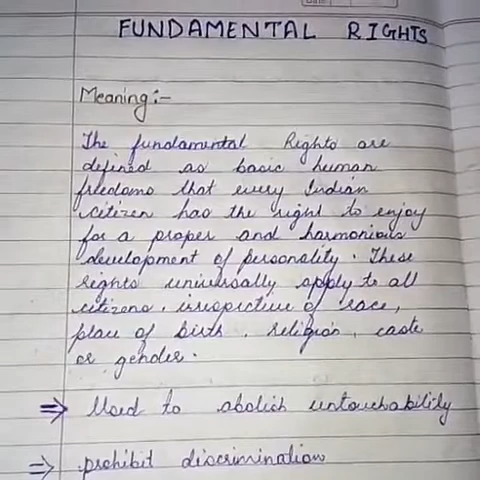 FUNDAMENTAL RIGHTS
Meaning:-
The fundamental Rights are
defined as basic human
freedoms that every Indian
citizen has the right to enjoy
for a proper and harmonious
development of personality. These
rights universally apply to all
citizens, irrespictive of race,
place of birth, religion, caste
or gender.
⇒ Used to abolish untouchability
⇒ prohibit discrimination